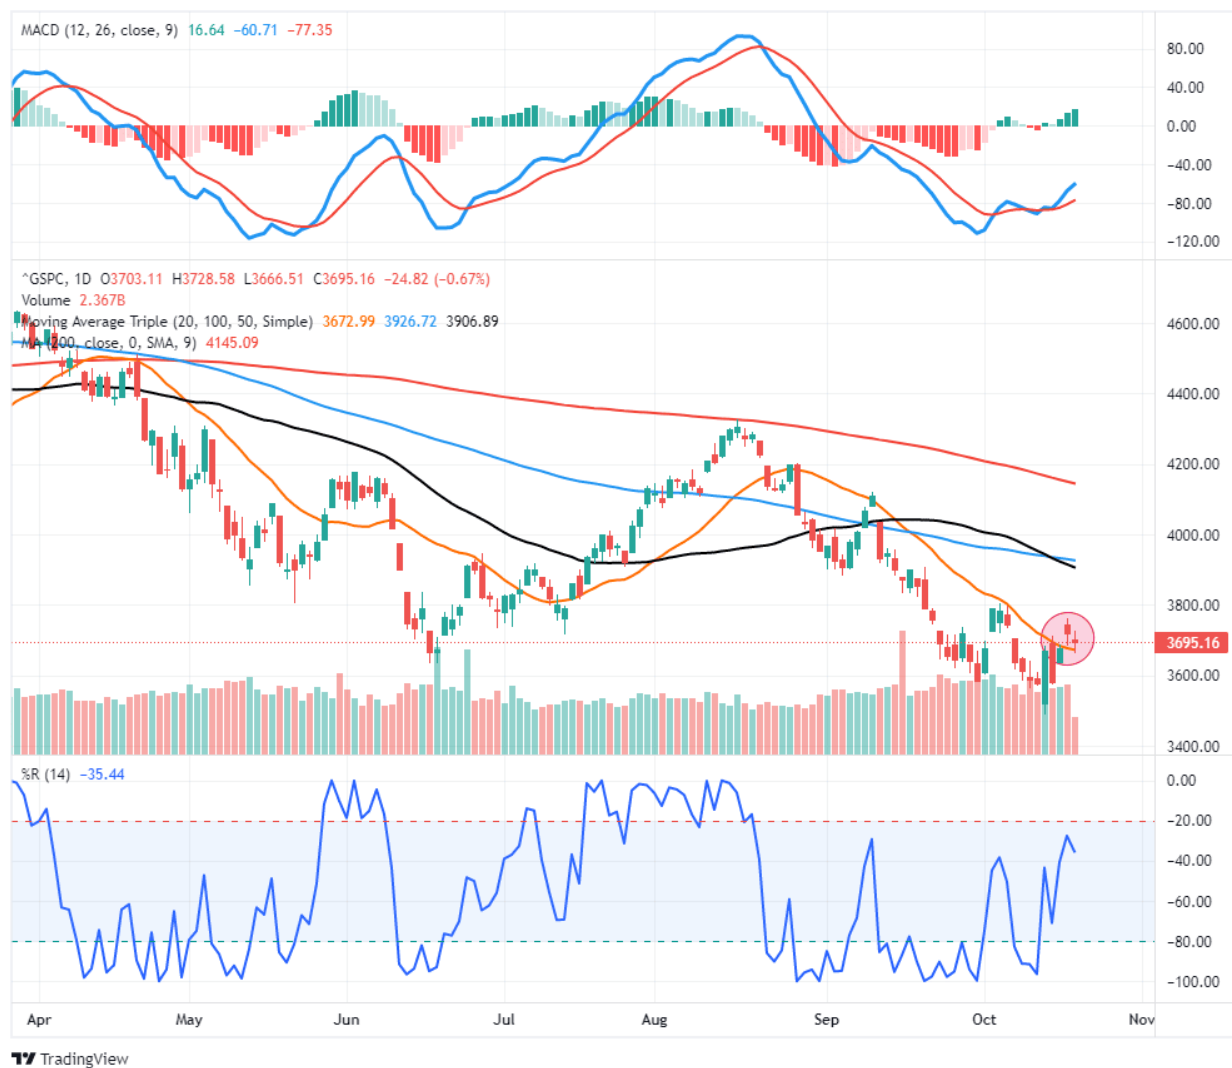 MACD (12, 26, close, 9) 16.64 −60.71 −77.35
80.00
40.00
0.00
−40.00
−80.00
−120.00
^GSPC, 1D O3703.11 H3728.58 L3666.51 C3695.16 −24.82 (−0.67%)
Volume 2.367B
Moving Average Triple (20, 100, 50, Simple) 3672.99 3926.72 3906.89
MA (200, close, 0, SMA, 9) 4145.09
4600.00
4400.00
4200.00
4000.00
3800.00
3695.16
3600.00
3400.00
%R (14) −35.44
0.00
−20.00
−40.00
−60.00
−80.00
−100.00
Apr May Jun Jul Aug Sep Oct Nov
TradingView